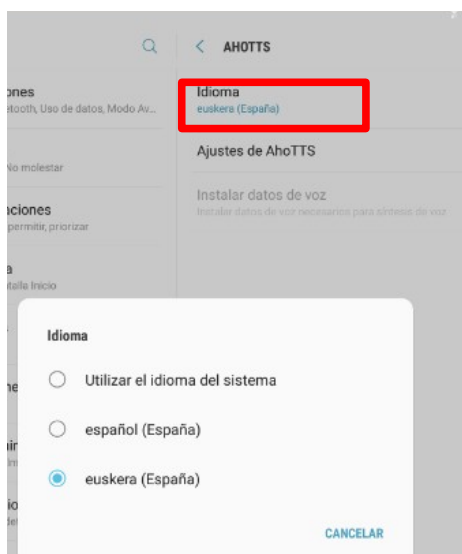 AHOTTS
ones
etooth, Uso de datos, Modo Av...
Idioma
euskera (España)
No molestar
Ajustes de AhoTTS
ciones
permitir, priorizar
Instalar datos de voz
Instalar datos de voz necesarios para síntesis de voz
a
talla Inicio
Idioma
Utilizar el idioma del sistema
español (España)
euskera (España)
CANCELAR